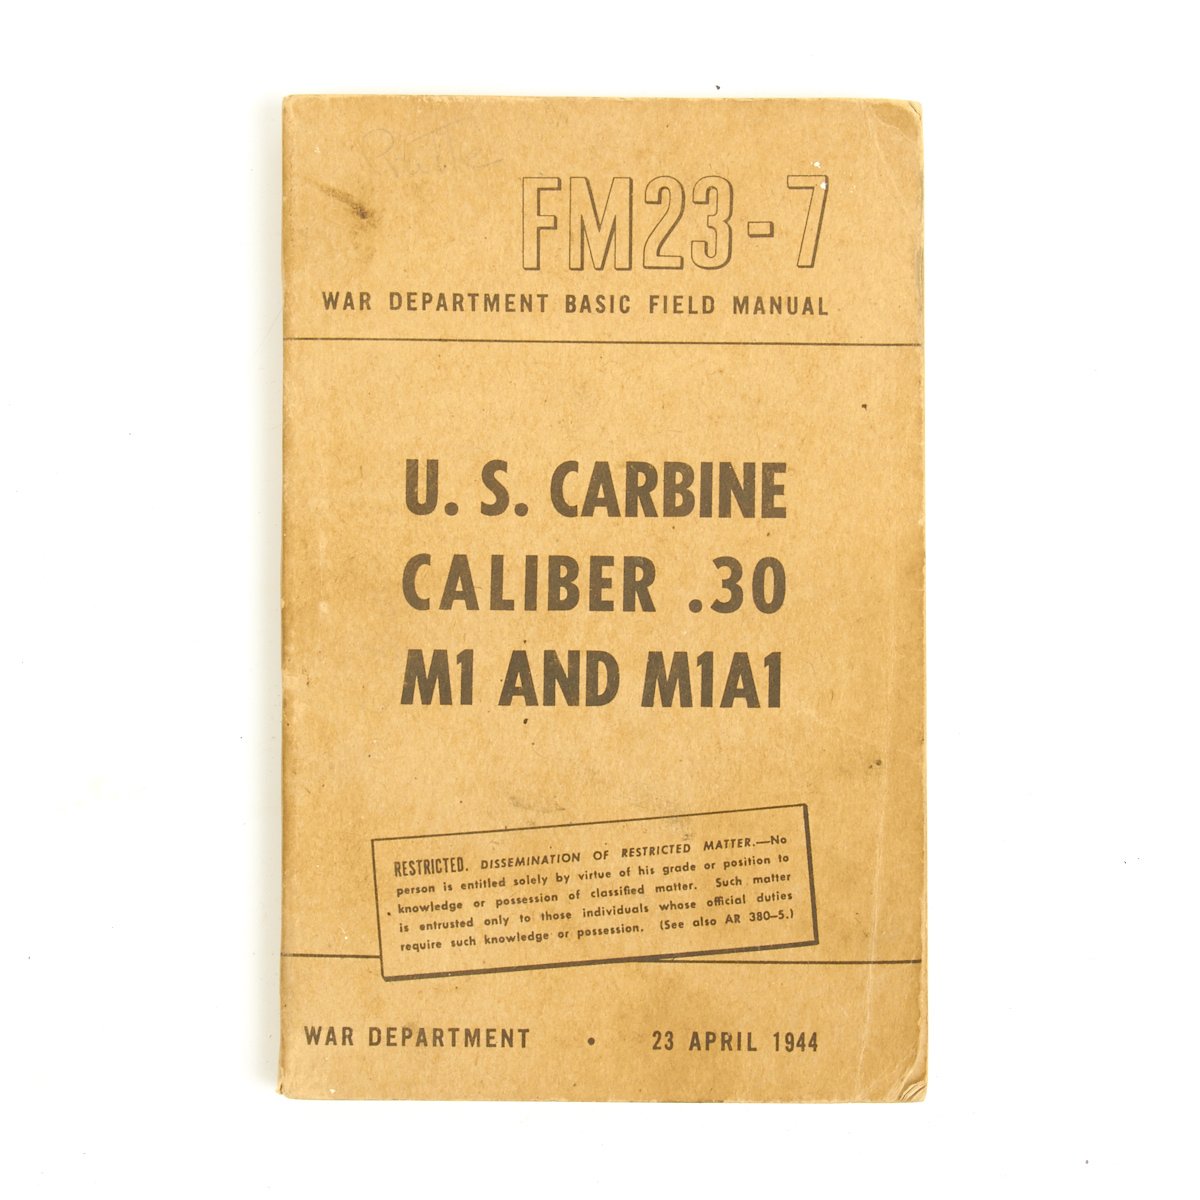 FM23-7
WAR DEPARTMENT BASIC FIELD MANUAL
U. S. CARBINE
CALIBER .30
M1 AND M1A1
RESTRICTED. DISSEMINATION OF RESTRICTED MATTER.—No
person is entitled solely by virtue of his grade or position to
knowledge or possession of classified matter. Such matter
is entrusted only to those individuals whose official duties
require such knowledge or possession. (See also AR 380–5.)
WAR DEPARTMENT • 23 APRIL 1944